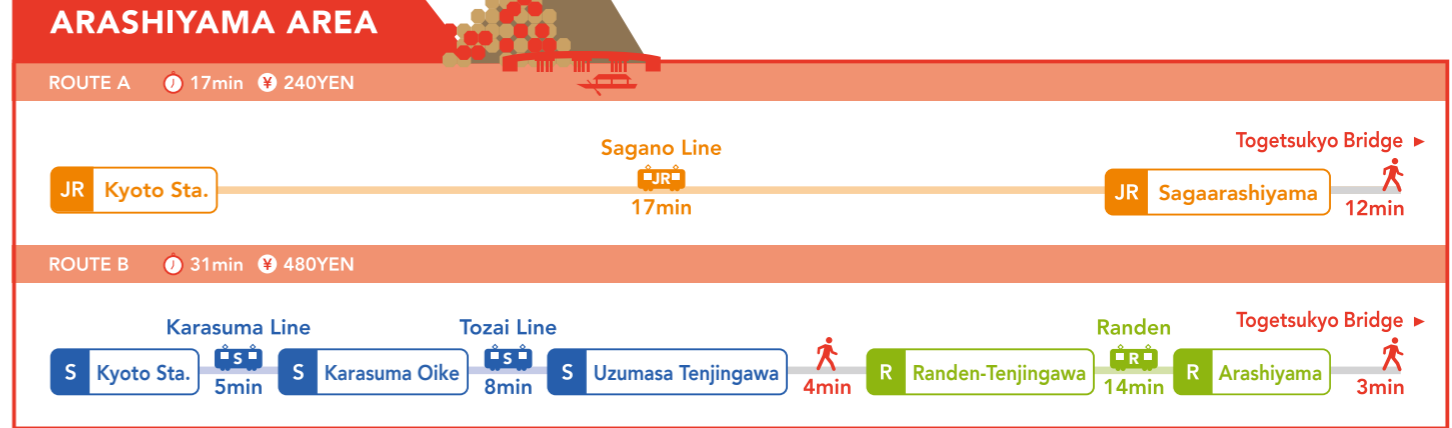 ARASHIYAMA AREA
ROUTE A 17min ¥ 240YEN
Togetsukyo Bridge ►
Sagano Line
JR Kyoto Sta. JR JR Sagaarashiyama
17min 12min
ROUTE B 31min ¥ 480YEN
Karasuma Line Tozai Line Randen Togetsukyo Bridge ►
S Kyoto Sta. S S Karasuma Oike S S Uzumasa Tenjingawa R Randen-Tenjingawa R R Arashiyama
5min 8min 4min 14min 3min